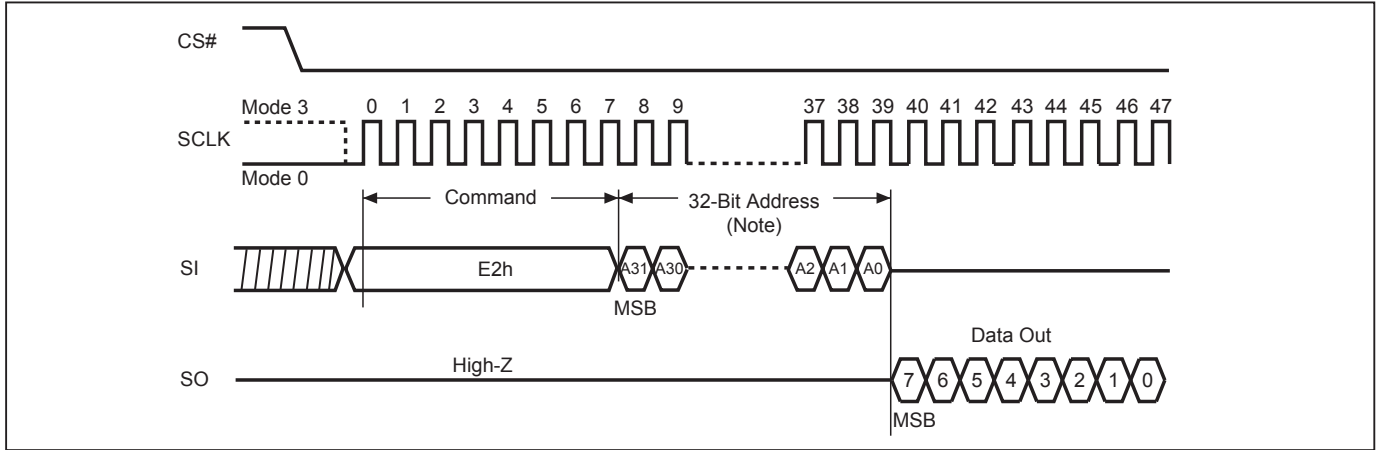 CS#
Mode 3
0 1 2 3 4 5 6 7 8 9 37 38 39 40 41 42 43 44 45 46 47
SCLK
Mode 0
Command
32-Bit Address
(Note)
SI
E2h
A31 A30 A2 A1 A0
MSB
Data Out
High-Z
SO
7 6 5 4 3 2 1 0
MSB